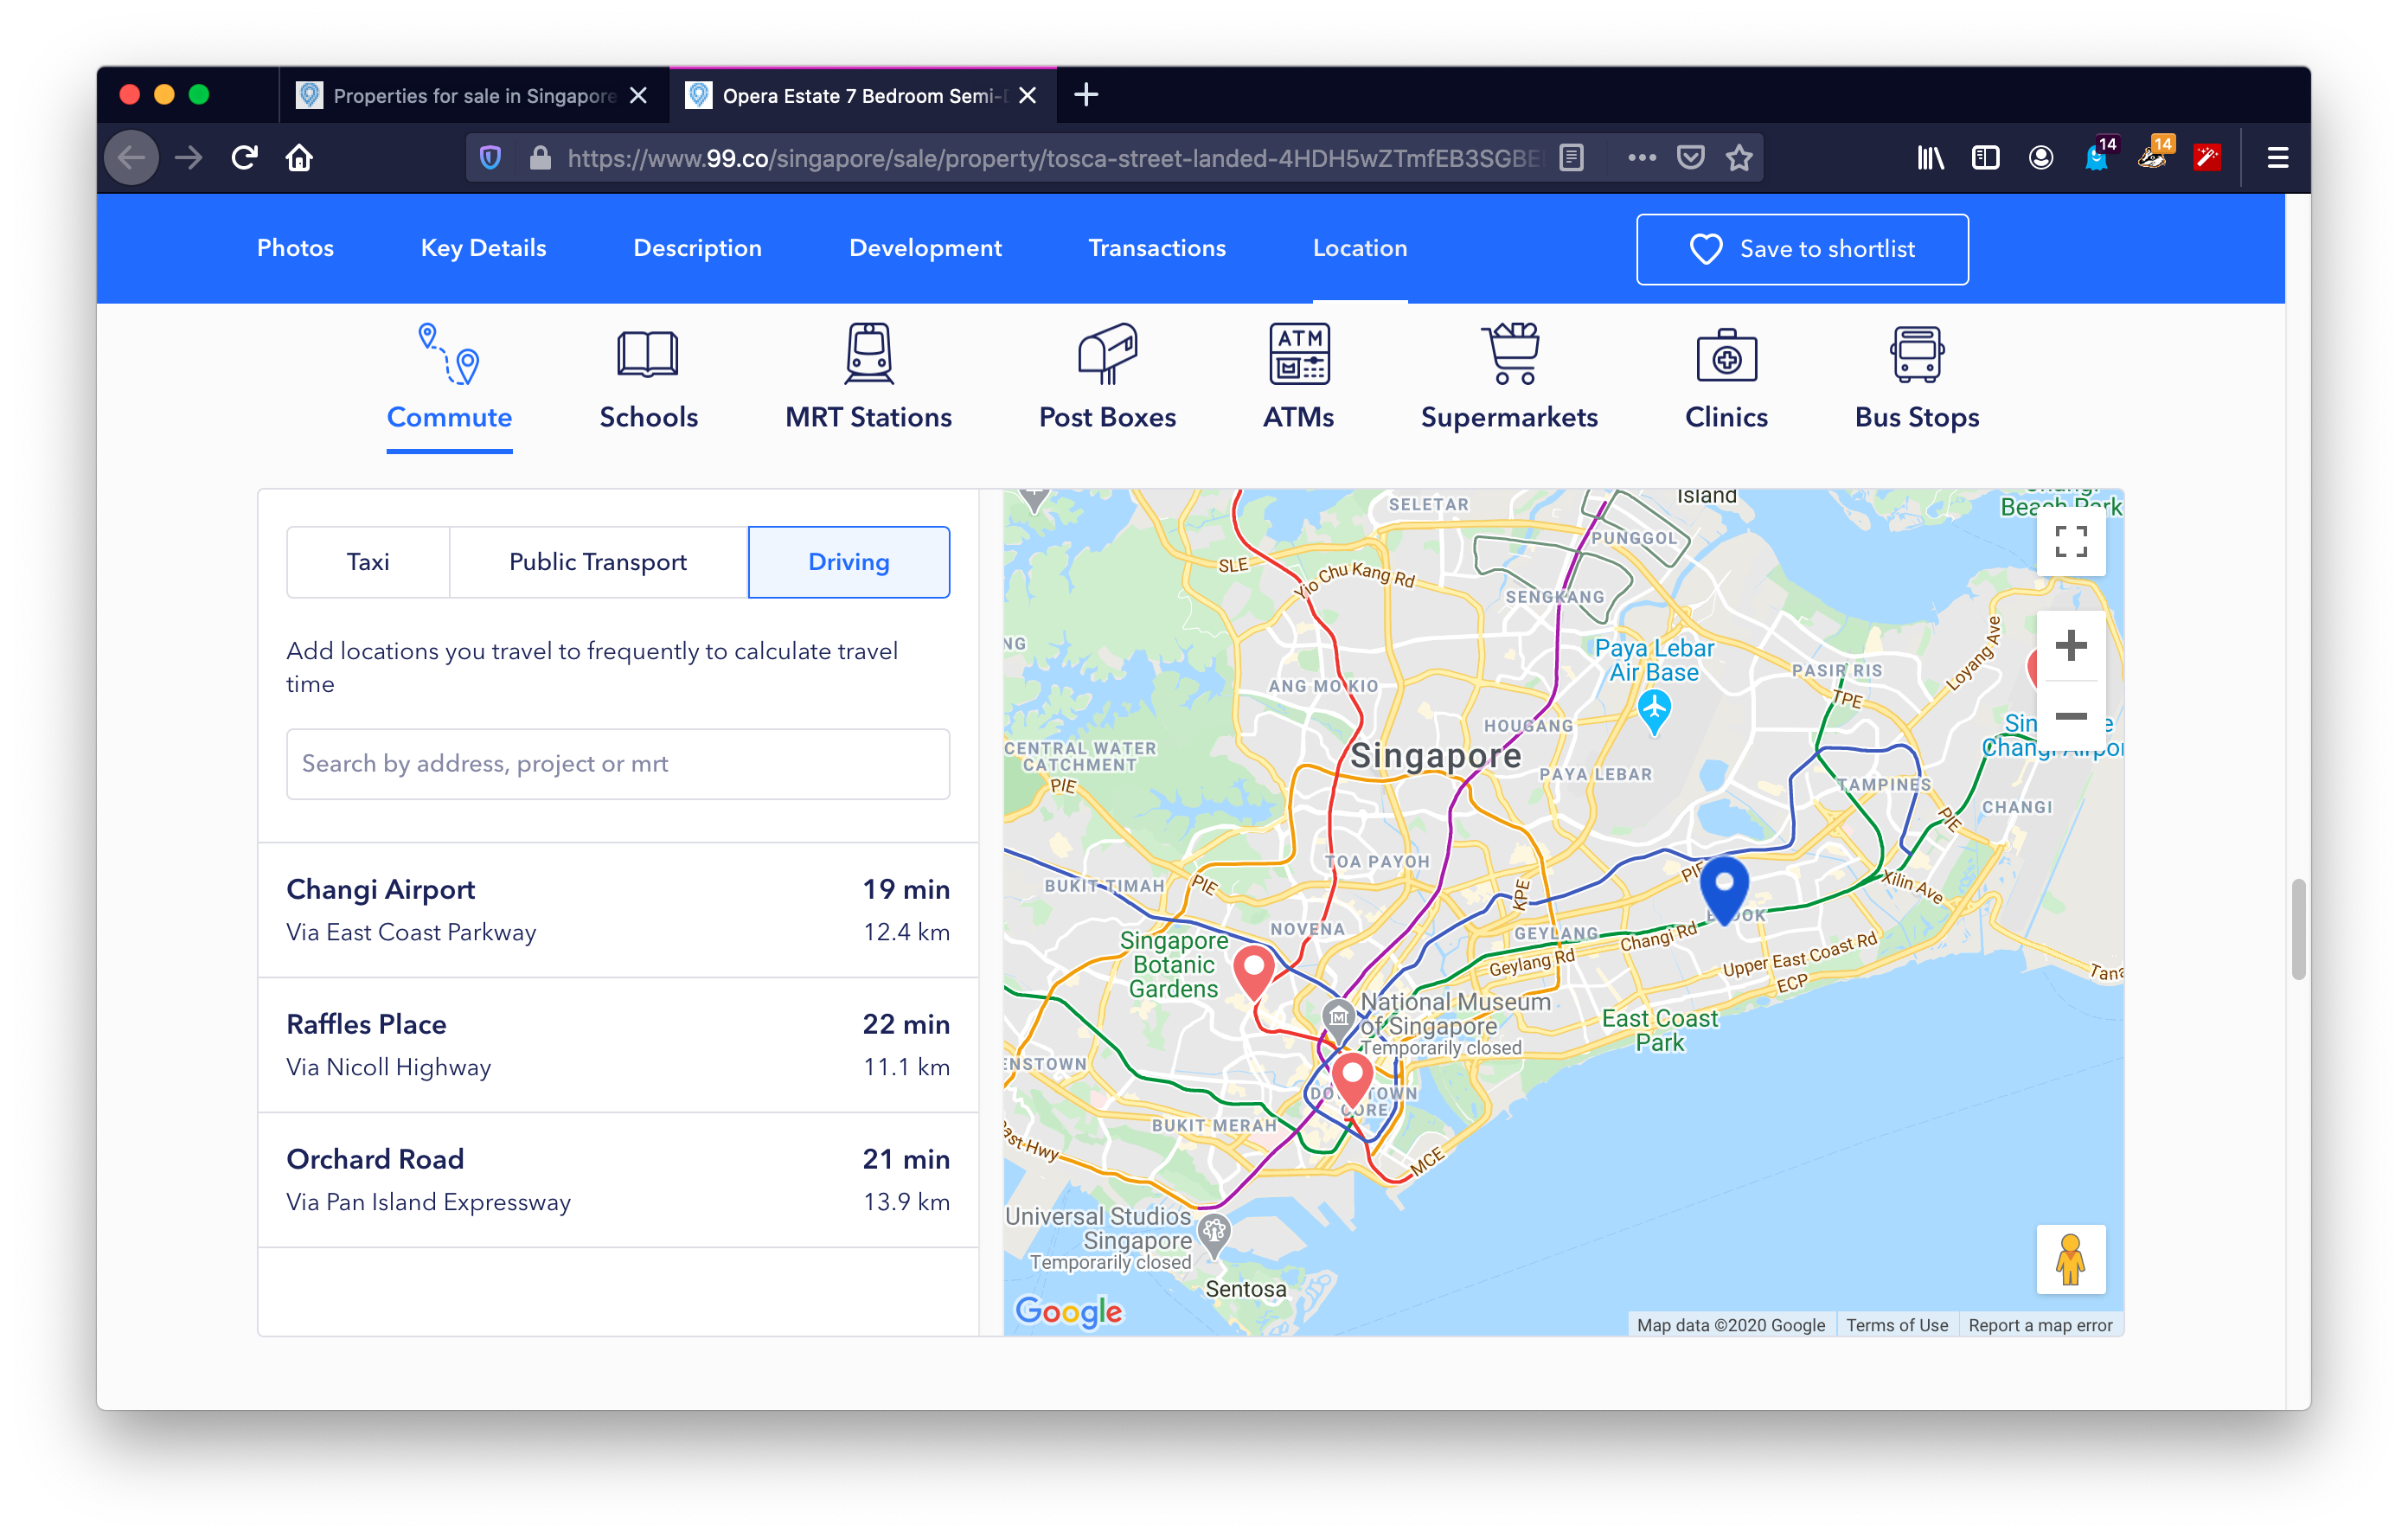 Properties for sale in Singapore
Opera Estate 7 Bedroom Semi-
https://www.99.co/singapore/sale/property/tosca-street-landed-4HDH5wZTmfEB3SGBE
14
14
Photos
Key Details
Description
Development
Transactions
Location
Save to shortlist
ATM
Commute
Schools
MRT Stations
Post Boxes
ATMs
Supermarkets
Clinics
Bus Stops
Taxi
Public Transport
Driving
Add locations you travel to frequently to calculate travel
time
Search by address, project or mrt
Changi Airport
19 min
Via East Coast Parkway
12.4 km
Raffles Place
22 min
Via Nicoll Highway
11.1 km
Orchard Road
21 min
Via Pan Island Expressway
13.9 km
SELETAR
Island
Beach Park
PUNGGOL
SLE
Yio Chu Kang Rd
SENGKANG
NG
Paya Lebar
Air Base
PASIR RIS
Loyang Ave
ANG MO KIO
TPE
HOUGANG
CENTRAL WATER
CATCHMENT
Singapore
PAYA LEBAR
TAMPINES
PIE
CHANGI
PIE
TOA PAYOH
BUKIT TIMAH
PIE
KPE
PIE
Xilin Ave
NOVENA
GEYLANG
Changi Rd
Singapore
Botanic
Gardens
Geylang Rd
Upper East Coast Rd
ECP
Tana
National Museum
of Singapore
Temporarily closed
East Coast
Park
ENSTOWN
BUKIT MERAH
ast Hwy
MCE
Universal Studios
Singapore
Temporarily closed
Sentosa
Google
Map data ©2020 Google
Terms of Use
Report a map error